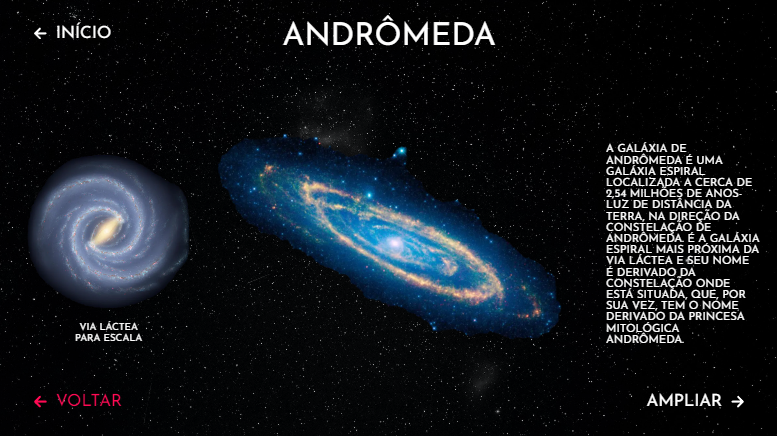 ← INÍCIO
ANDRÔMEDA
A GALÁXIA DE
ANDRÔMEDA É UMA
GALÁXIA ESPIRAL
LOCALIZADA A CERCA DE
2,54 MILHÕES DE ANOS-
LUZ DE DISTÂNCIA DA
TERRA, NA DIREÇÃO DA
CONSTELAÇÃO DE
ANDRÔMEDA. É A GALÁXIA
ESPIRAL MAIS PRÓXIMA DA
VIA LÁCTEA E SEU NOME
É DERIVADO DA
CONSTELAÇÃO ONDE
ESTÁ SITUADA, QUE, POR
SUA VEZ, TEM O NOME
DERIVADO DA PRINCESA
MITOLÓGICA
ANDRÔMEDA.
VIA LÁCTEA
PARA ESCALA
← VOLTAR
AMPLIAR →